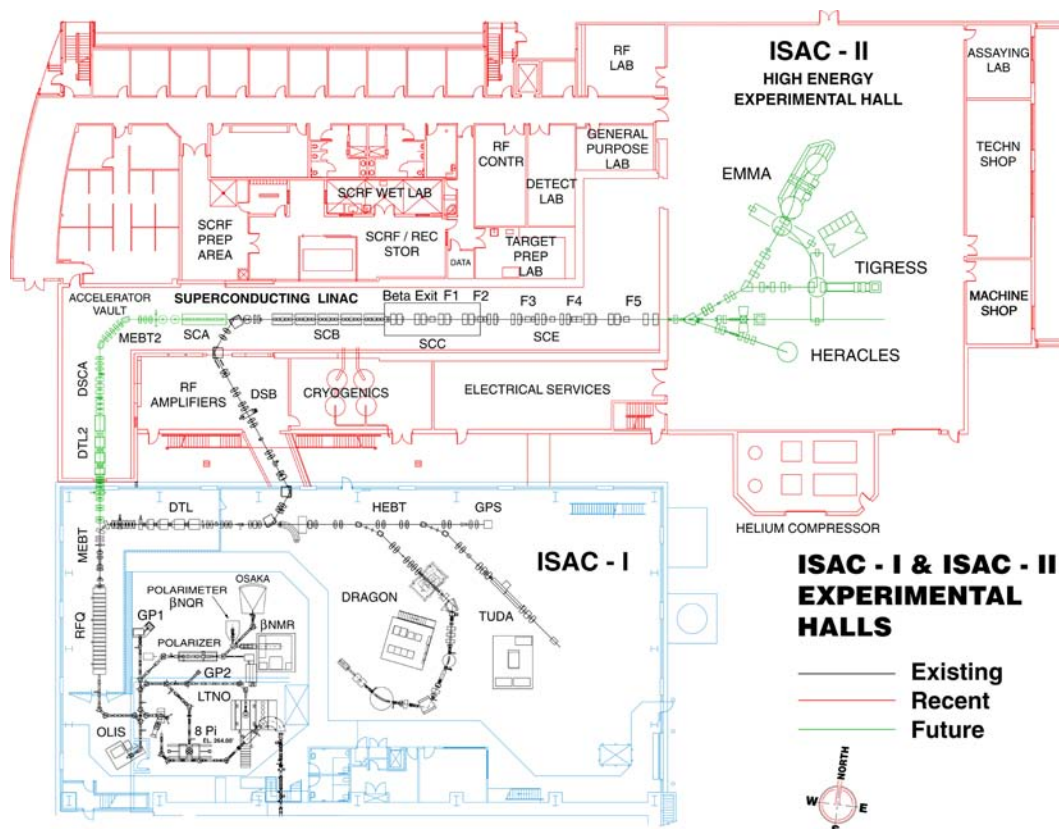 RF
LAB
ISAC - II
HIGH ENERGY
EXPERIMENTAL HALL
ASSAYING
LAB
RF
CONTR
GENERAL
PURPOSE
LAB
TECHN
SHOP
EMMA
SCRF WET LAB
DETECT
LAB
SCRF
PREP
AREA
SCRF / REC
STOR
DATA
TARGET
PREP
LAB
TIGRESS
ACCELERATOR
VAULT
SUPERCONDUCTING LINAC
Beta Exit F1 F2
F3 F4 F5
MACHINE
SHOP
MEBT2
SCA
SCB
SCC
SCE
HERACLES
DSCA
RF
AMPLIFIERS
DSB
CRYOGENICS
ELECTRICAL SERVICES
DTL2
DTL
HEBT
GPS
HELIUM COMPRESSOR
MEBT
ISAC - I
ISAC - I & ISAC - II
EXPERIMENTAL
HALLS
POLARIMETER
βNQR
OSAKA
GP1
βNMR
DRAGON
TUDA
RFQ
POLARIZER
GP2
LTNO
OLIS
8 Pi
EL. 264.66'
Existing
Recent
Future
NORTH
W E
S